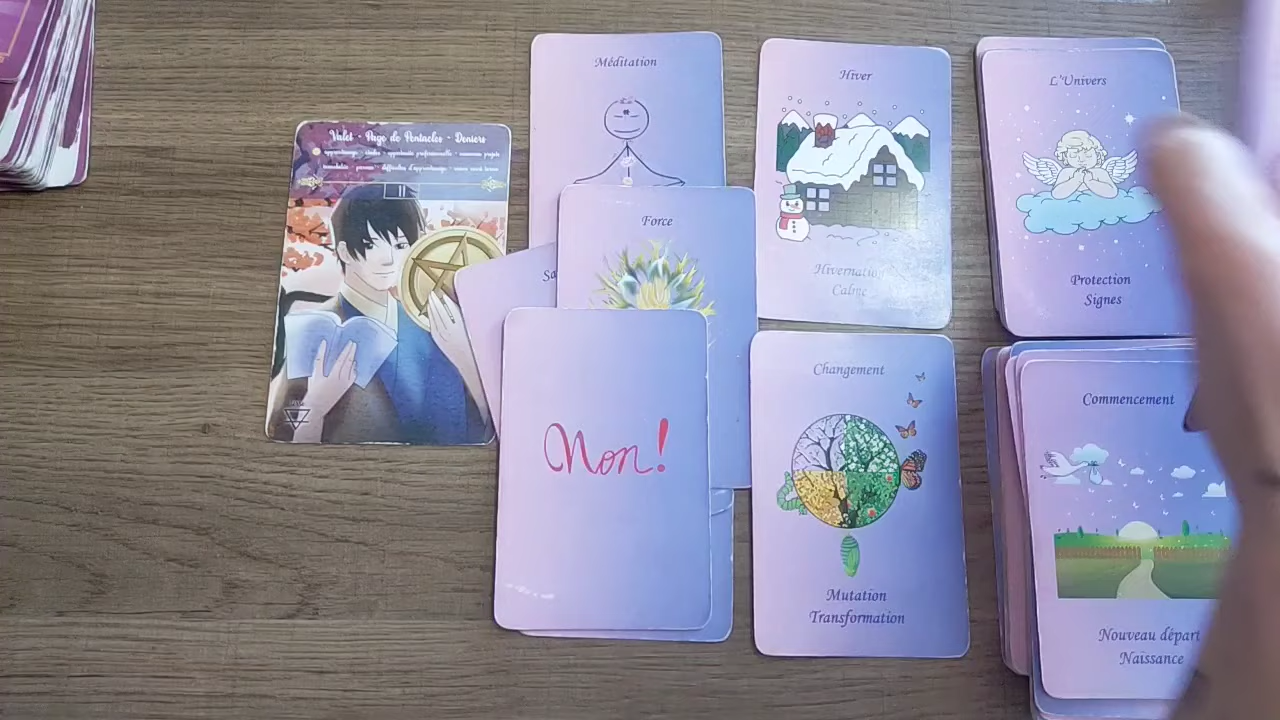 Valet - Page de Pentacles - Deniers
Méditation
Sa
Force
Non!
Hiver
Hivernation
Calme
Changement
Mutation
Transformation
L'Univers
Protection
Signes
Commencement
Nouveau départ
Naissance